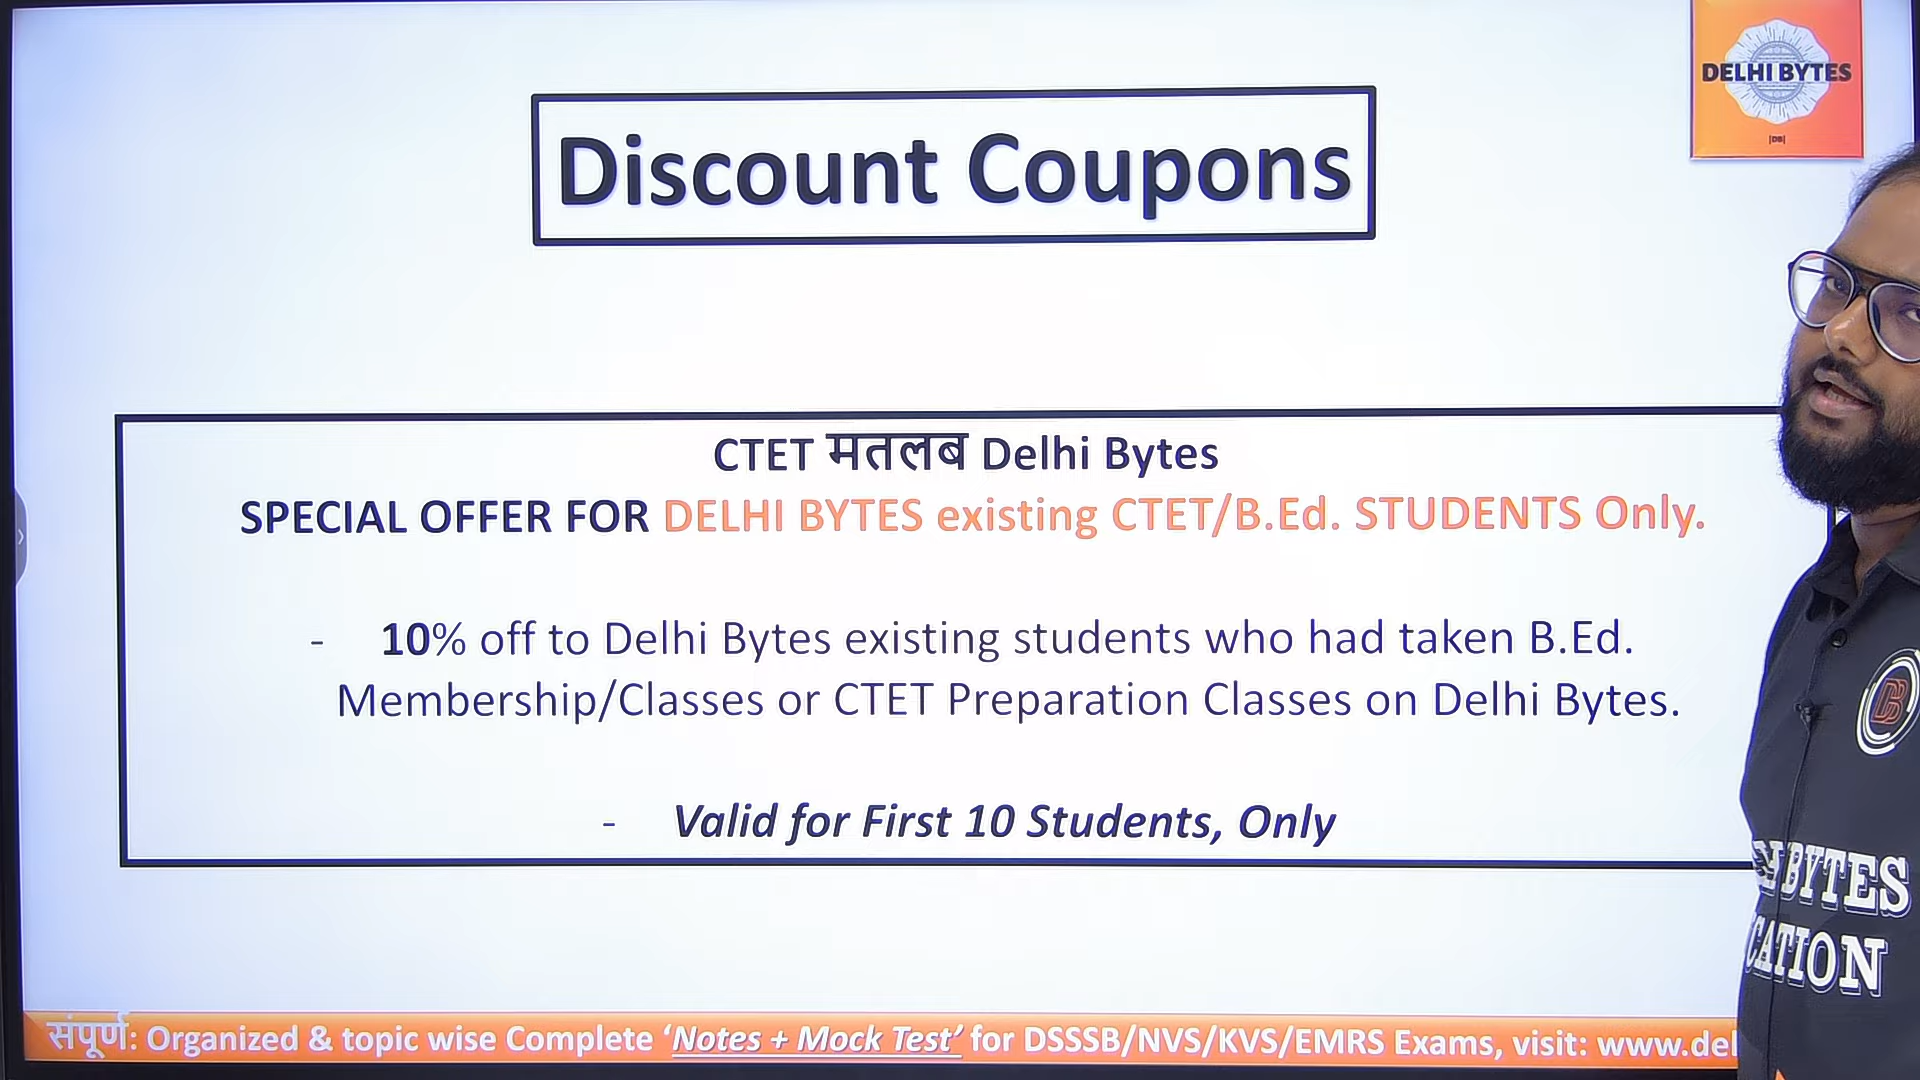 DELHI BYTES
|DB|
Discount Coupons
CTET मतलब Delhi Bytes
SPECIAL OFFER FOR DELHI BYTES existing CTET/B.Ed. STUDENTS Only.
- 10% off to Delhi Bytes existing students who had taken B.Ed.
Membership/Classes or CTET Preparation Classes on Delhi Bytes.
- Valid for First 10 Students, Only
DB
BYTES
संपूर्ण: Organized & topic wise Complete ‘Notes + Mock Test’ for DSSSB/NVS/KVS/EMRS Exams, visit: